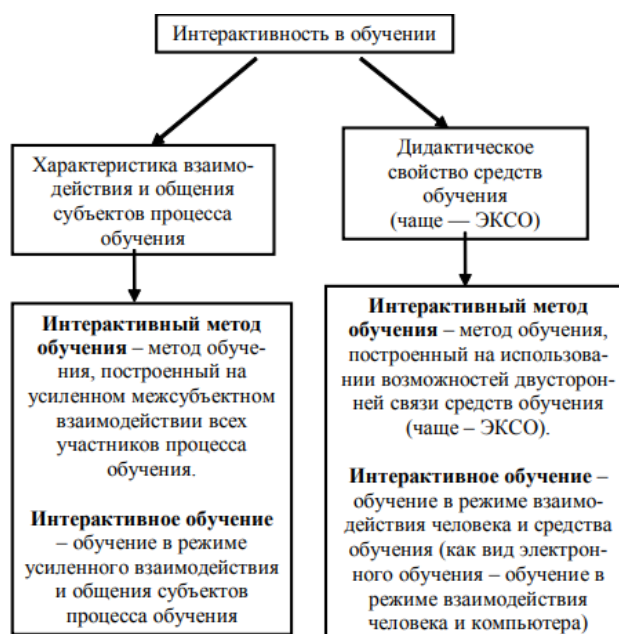 Интерактивность в обучении
Характеристика взаимо-
действия и общения
субъектов процесса
обучения
Дидактическое
свойство средств
обучения
(чаще — ЭКСО)
Интерактивный метод
обучения – метод обуче-
ния, построенный на
усиленном межсубъектном
взаимодействии всех
участников процесса
обучения.
Интерактивное обучение
– обучение в режиме
усиленного взаимодействия
и общения субъектов
процесса обучения
Интерактивный метод
обучения – метод обучения,
построенный на использова-
нии возможностей двусторон-
ней связи средств обучения
(чаще – ЭКСО).
Интерактивное обучение –
обучение в режиме взаимо-
действия человека и средства
обучения (как вид электрон-
ного обучения – обучение в
режиме взаимодействия
человека и компьютера)